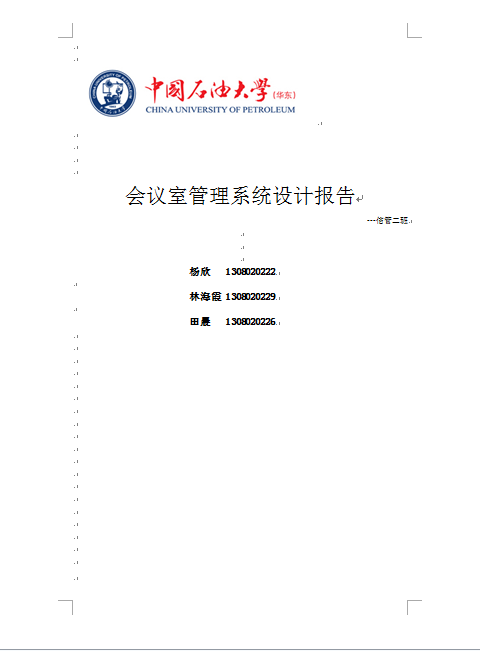 中国石油大学(华东)
CHINA UNIVERSITY OF PETROLEUM
会议室管理系统设计报告
---信管二班
杨欣 1308020222
林海霞 1308020229
田晨 1308020226